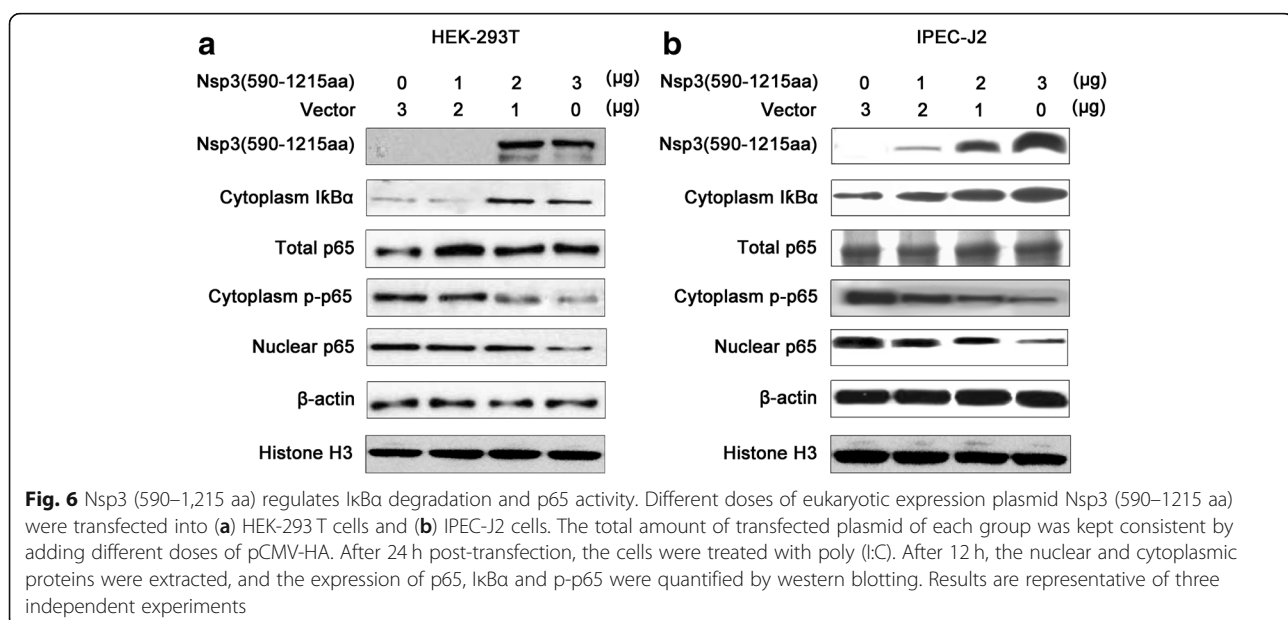 a
HEK-293T
Nsp3(590-1215aa) 0 1 2 3 (μg)
Vector 3 2 1 0 (μg)
Nsp3(590-1215aa)
Cytoplasm IκBα
Total p65
Cytoplasm p-p65
Nuclear p65
β-actin
Histone H3
b
IPEC-J2
Nsp3(590-1215aa) 0 1 2 3 (μg)
Vector 3 2 1 0 (μg)
Nsp3(590-1215aa)
Cytoplasm IκBα
Total p65
Cytoplasm p-p65
Nuclear p65
β-actin
Histone H3
Fig. 6 Nsp3 (590–1,215 aa) regulates IκBα degradation and p65 activity. Different doses of eukaryotic expression plasmid Nsp3 (590–1215 aa)
were transfected into (a) HEK-293 T cells and (b) IPEC-J2 cells. The total amount of transfected plasmid of each group was kept consistent by
adding different doses of pCMV-HA. After 24 h post-transfection, the cells were treated with poly (I:C). After 12 h, the nuclear and cytoplasmic
proteins were extracted, and the expression of p65, IκBα and p-p65 were quantified by western blotting. Results are representative of three
independent experiments